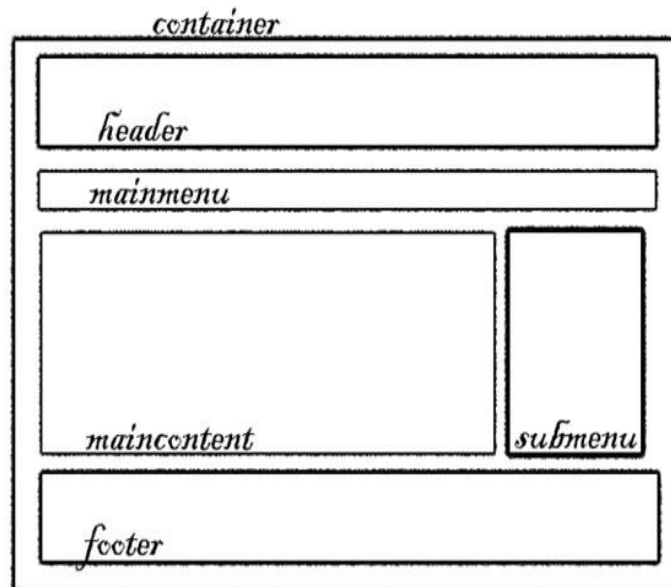 container
header
mainmenu
maincontent
submenu
footer